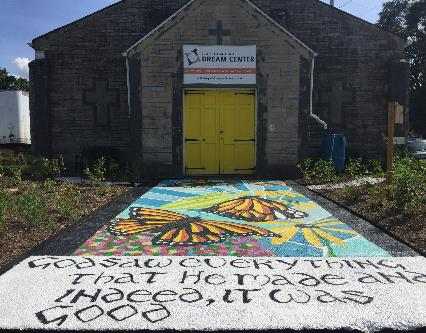 DREAM CENTER
GOD SAW EVERYTHING
THAT HE MADE AND
INDEED, IT WAS
GOOD